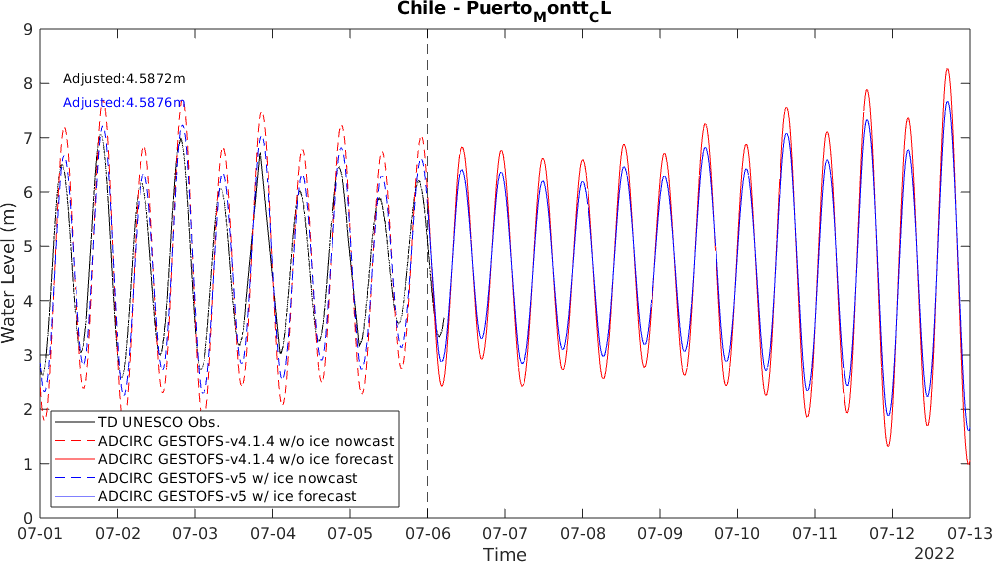 Chile - Puerto_Montt_CL
Adjusted:4.5872m
Adjusted:4.5876m
Water Level (m)
9
8
7
6
5
4
3
2
1
0
TD UNESCO Obs.
ADCIRC GESTOFS-v4.1.4 w/o ice nowcast
ADCIRC GESTOFS-v4.1.4 w/o ice forecast
ADCIRC GESTOFS-v5 w/ ice nowcast
ADCIRC GESTOFS-v5 w/ ice forecast
07-01 07-02 07-03 07-04 07-05 07-06 07-07 07-08 07-09 07-10 07-11 07-12 07-13
2022
Time